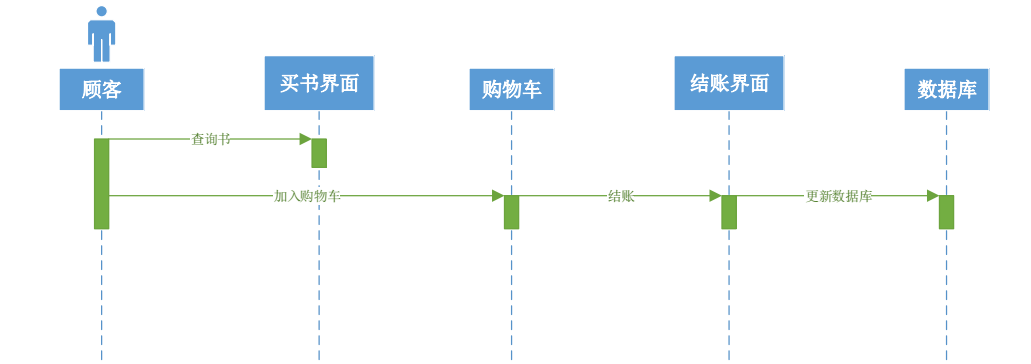 顾客
买书界面
购物车
结账界面
数据库
查询书
加入购物车
结账
更新数据库